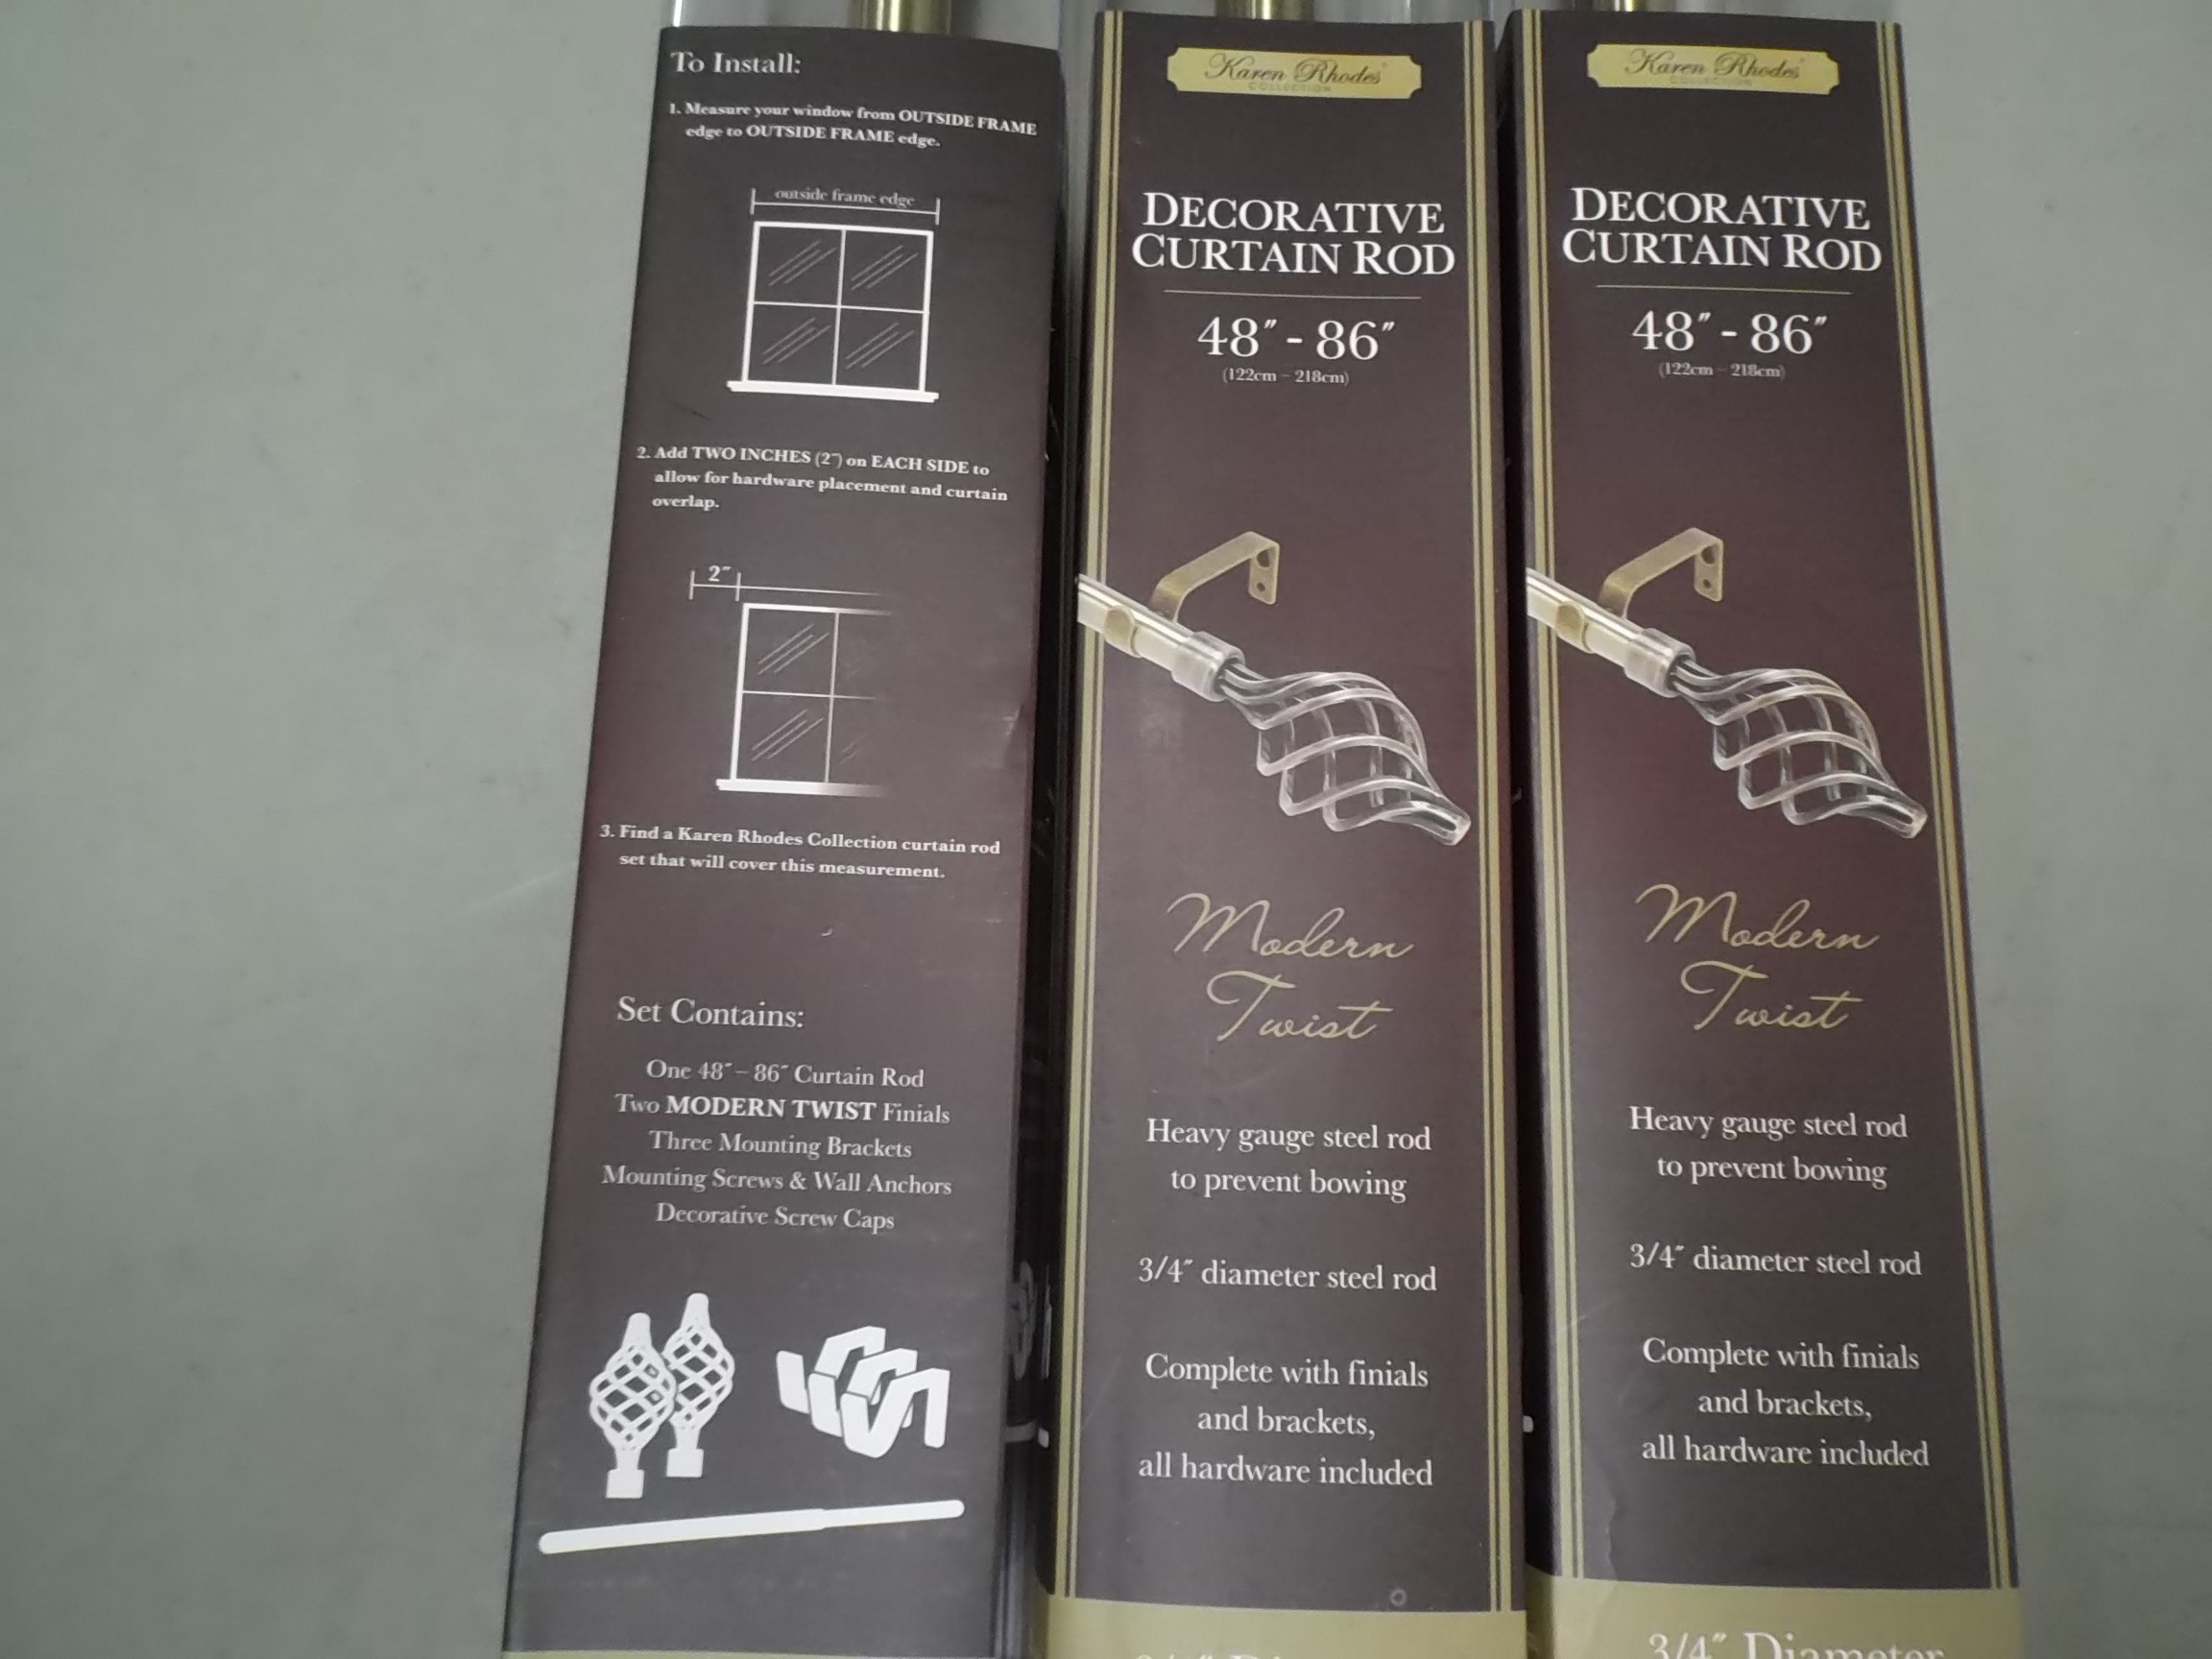 To Install:
1. Measure your window from OUTSIDE FRAME
edge to OUTSIDE FRAME edge.
outside frame edge
2. Add TWO INCHES (2") on EACH SIDE to
allow for hardware placement and curtain
overlap.
2"
3. Find a Karen Rhodes Collection curtain rod
set that will cover this measurement.
Set Contains:
One 48" – 86" Curtain Rod
Two MODERN TWIST Finials
Three Mounting Brackets
Mounting Screws & Wall Anchors
Decorative Screw Caps
Karen Rhodes®
COLLECTION
DECORATIVE
CURTAIN ROD
48" - 86"
(122cm – 218cm)
Modern
Twist
Heavy gauge steel rod
to prevent bowing
3/4" diameter steel rod
Complete with finials
and brackets,
all hardware included
Karen Rhodes®
COLLECTION
DECORATIVE
CURTAIN ROD
48" - 86"
(122cm – 218cm)
Modern
Twist
Heavy gauge steel rod
to prevent bowing
3/4" diameter steel rod
Complete with finials
and brackets,
all hardware included
3/4" Diameter